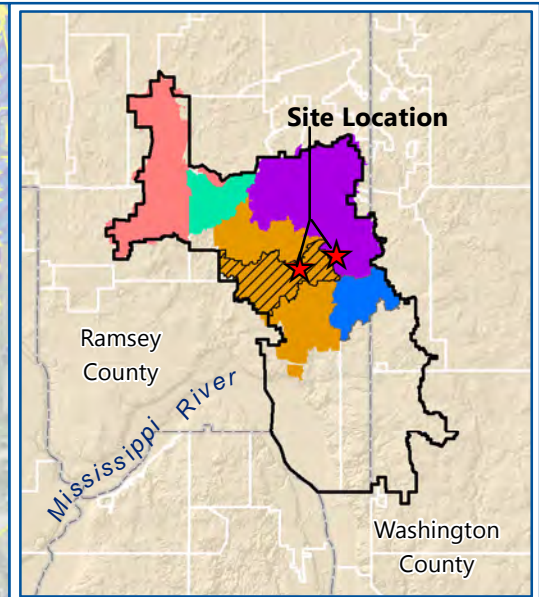 Site Location
Ramsey
County
Mississippi River
Washington
County